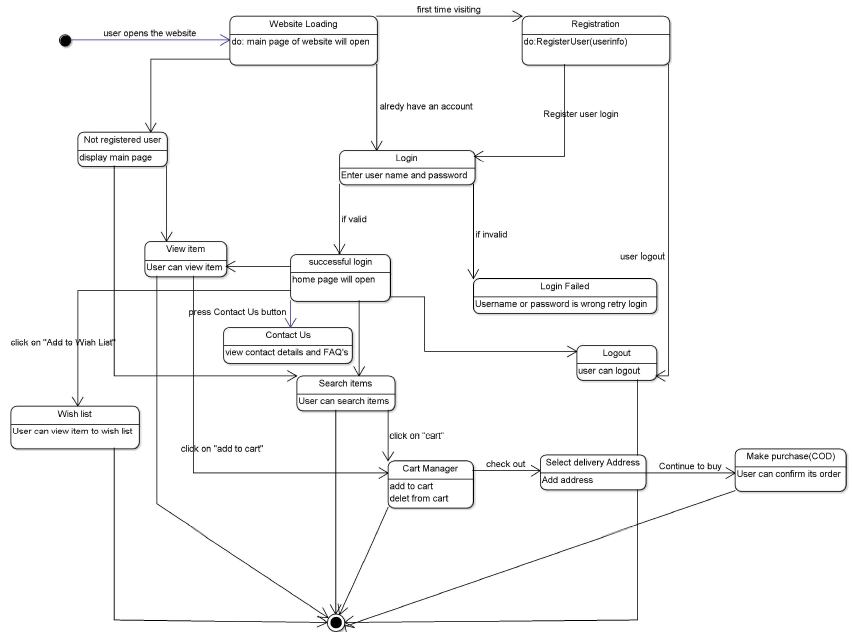 first time visiting
Website Loading
Registration
user opens the website
do: main page of website will open
do:RegisterUser(userinfo)
alredy have an account
Register user login
Not registered user
display main page
Login
Enter user name and password
if valid
if invalid
View item
User can view item
successful login
home page will open
user logout
Login Failed
Username or password is wrong retry login
press Contact Us button
Contact Us
view contact details and FAQ's
click on "Add to Wish List"
Logout
user can logout
Search items
User can search items
Wish list
User can view item to wish list
click on "cart"
click on "add to cart"
Cart Manager
add to cart
delet from cart
check out
Select delivery Address
Add address
Continue to buy
Make purchase(COD)
User can confirm its order